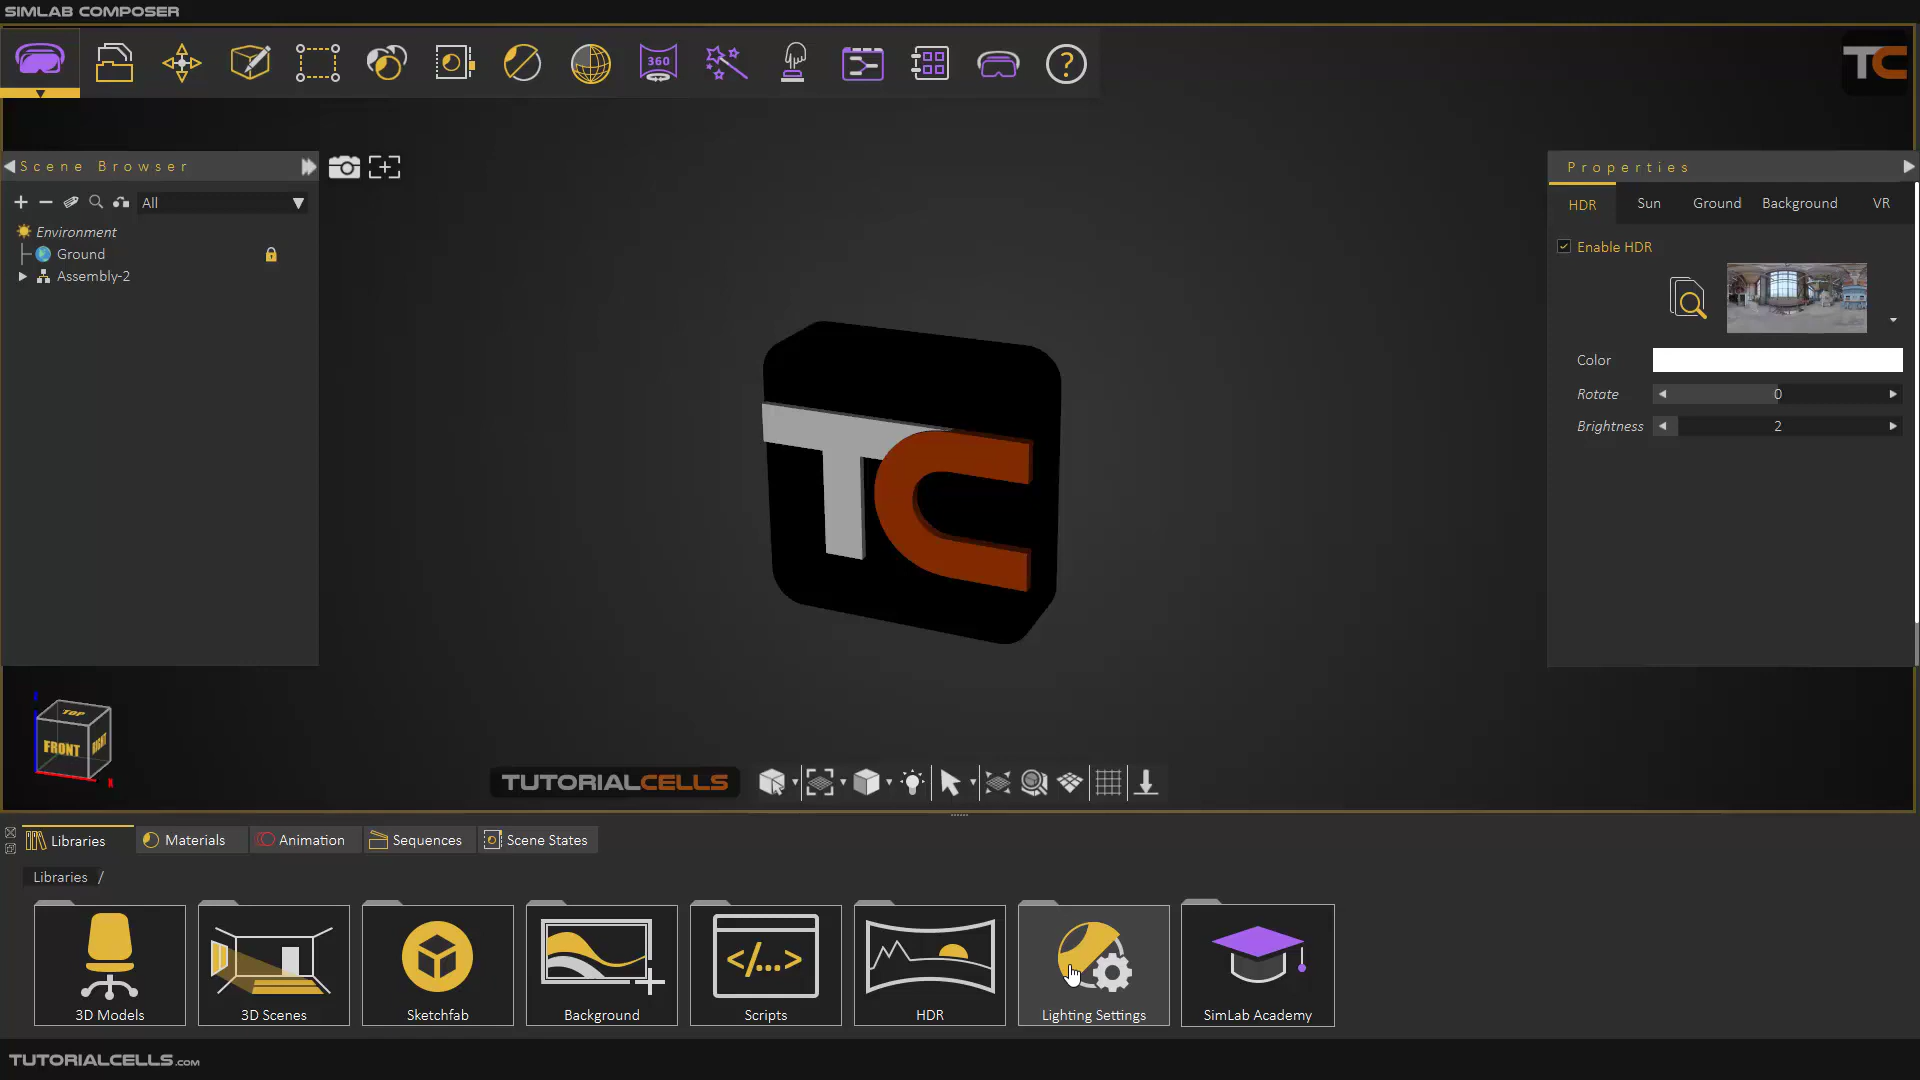 SIMLAB COMPOSER
360
?
TC
Scene Browser
All
Environment
Ground
Assembly-2
Properties
HDR Sun Ground Background VR
Enable HDR
Color
Rotate 0
Brightness 2
TC
TOP
FRONT
RIGHT
X
TUTORIALCELLS
Libraries Materials Animation Sequences Scene States
Libraries /
</...>
3D Models 3D Scenes Sketchfab Background Scripts HDR Lighting Settings SimLab Academy
TUTORIALCELLS.COM